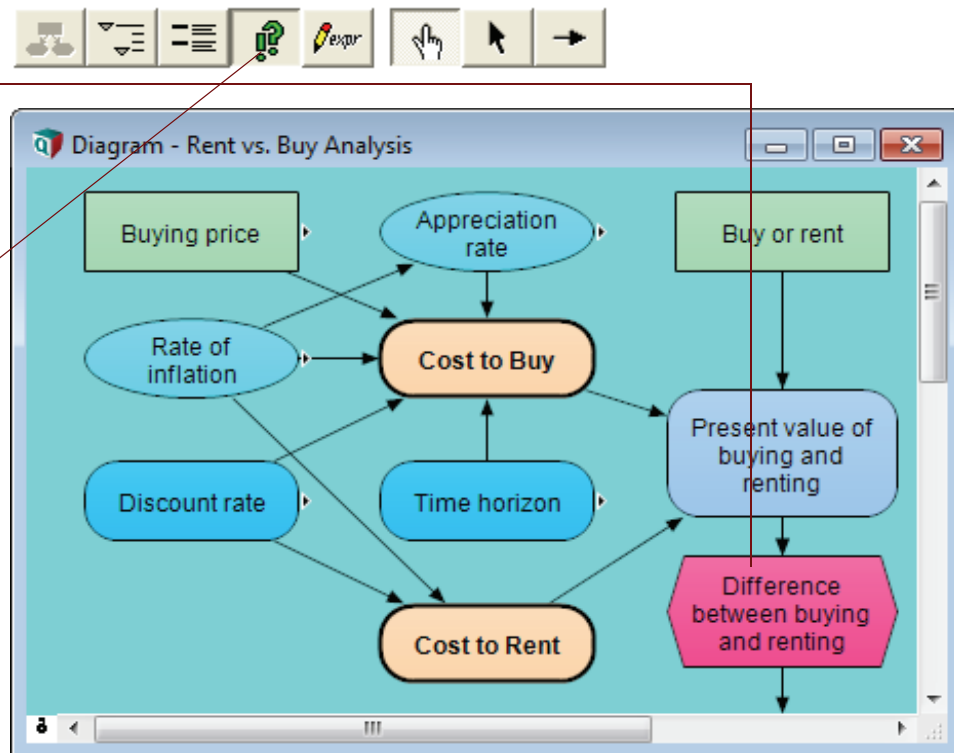 expr
Diagram - Rent vs. Buy Analysis
Buying price
Appreciation
rate
Buy or rent
Rate of
inflation
Cost to Buy
Present value of
buying and
renting
Discount rate
Time horizon
Difference
between buying
and renting
Cost to Rent